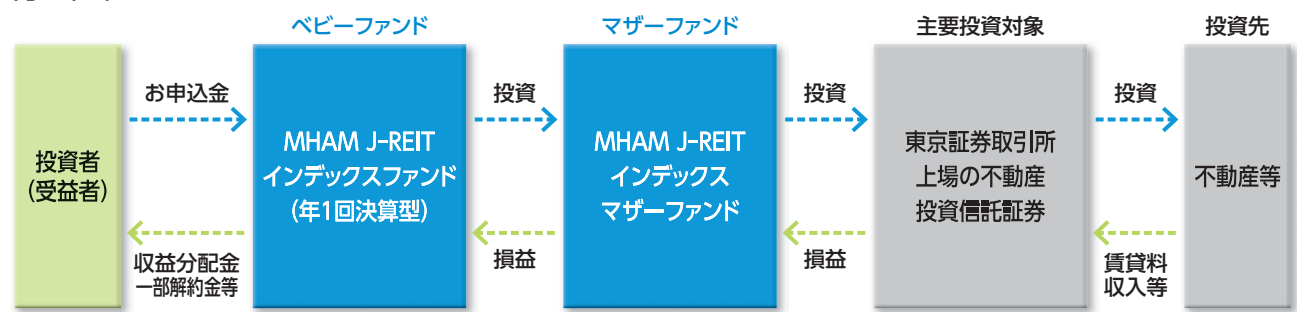 ベビーファンド
マザーファンド
主要投資対象
投資先
お申込金
投資
投資
投資
投資者
(受益者)
MHAM J-REIT
インデックスファンド
(年1回決算型)
MHAM J-REIT
インデックス
マザーファンド
東京証券取引所
上場の不動産
投資信託証券
不動産等
収益分配金
一部解約金等
損益
損益
賃貸料
収入等